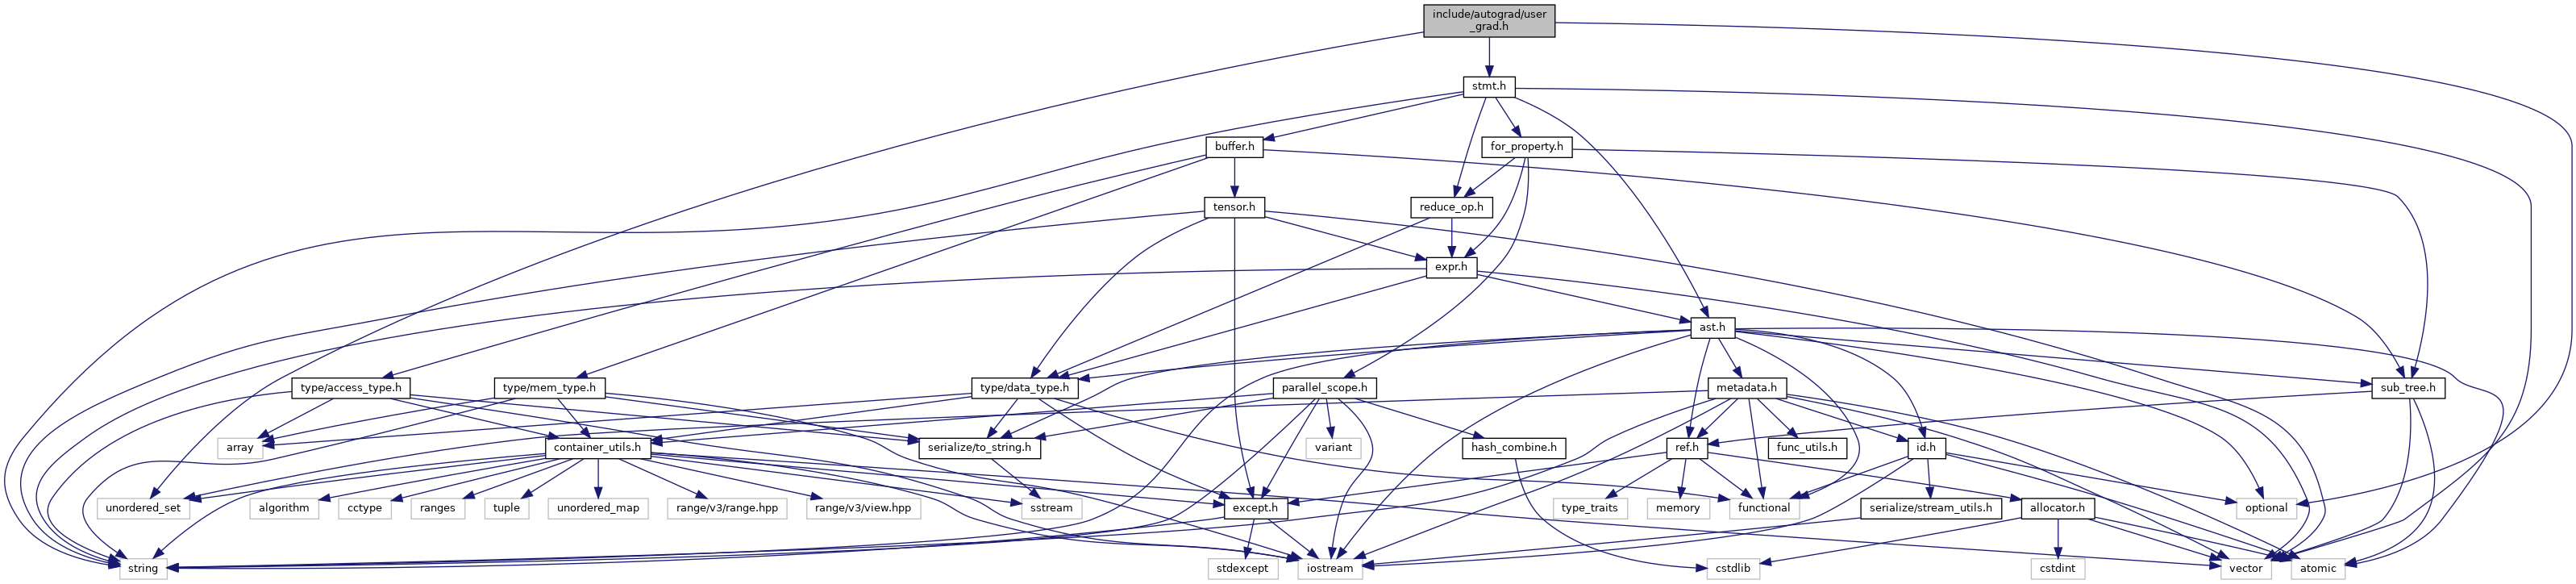 include/autograd/user
_grad.h
stmt.h
buffer.h
for_property.h
tensor.h
reduce_op.h
expr.h
ast.h
type/access_type.h
type/mem_type.h
type/data_type.h
parallel_scope.h
metadata.h
sub_tree.h
array
container_utils.h
serialize/to_string.h
variant
hash_combine.h
ref.h
func_utils.h
id.h
unordered_set
algorithm
cctype
ranges
tuple
unordered_map
range/v3/range.hpp
range/v3/view.hpp
sstream
except.h
type_traits
memory
functional
serialize/stream_utils.h
allocator.h
optional
string
stdexcept
iostream
cstdlib
cstdint
vector
atomic